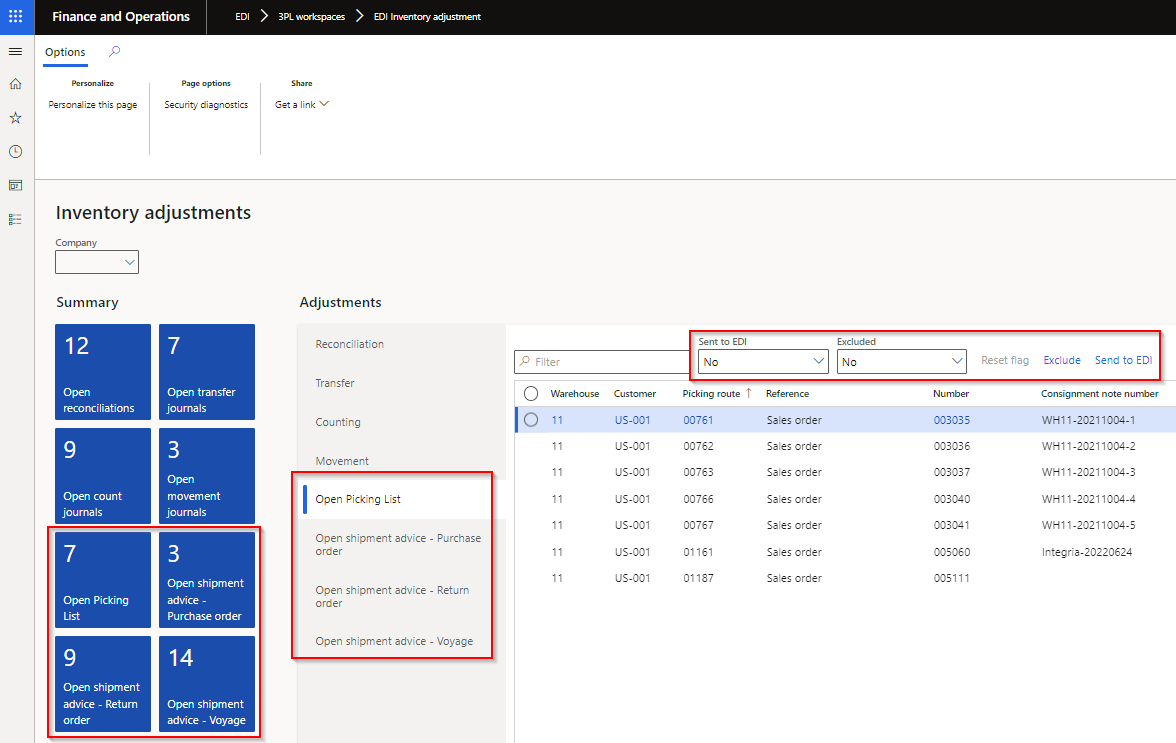 Finance and Operations
EDI
3PL workspaces
EDI Inventory adjustment
Options
Personalize
Personalize this page
Page options
Security diagnostics
Share
Get a link
Inventory adjustments
Company
Summary
12
Open
reconciliations
7
Open transfer
journals
9
Open count
journals
3
Open
movement
journals
7
Open Picking
List
3
Open shipment
advice -
Purchase order
9
Open shipment
advice - Return
order
14
Open shipment
advice - Voyage
Adjustments
Reconciliation
Transfer
Counting
Movement
Open Picking List
Open shipment advice - Purchase
order
Open shipment advice - Return
order
Open shipment advice - Voyage
Filter
Sent to EDI
No
Excluded
No
Reset flag
Exclude
Send to EDI
Warehouse Customer Picking route Reference Number Consignment note number
11 US-001 00761 Sales order 003035 WH11-20211004-1
11 US-001 00762 Sales order 003036 WH11-20211004-2
11 US-001 00763 Sales order 003037 WH11-20211004-3
11 US-001 00766 Sales order 003040 WH11-20211004-4
11 US-001 00767 Sales order 003041 WH11-20211004-5
11 US-001 01161 Sales order 005060 Integria-20220624
11 US-001 01187 Sales order 005111